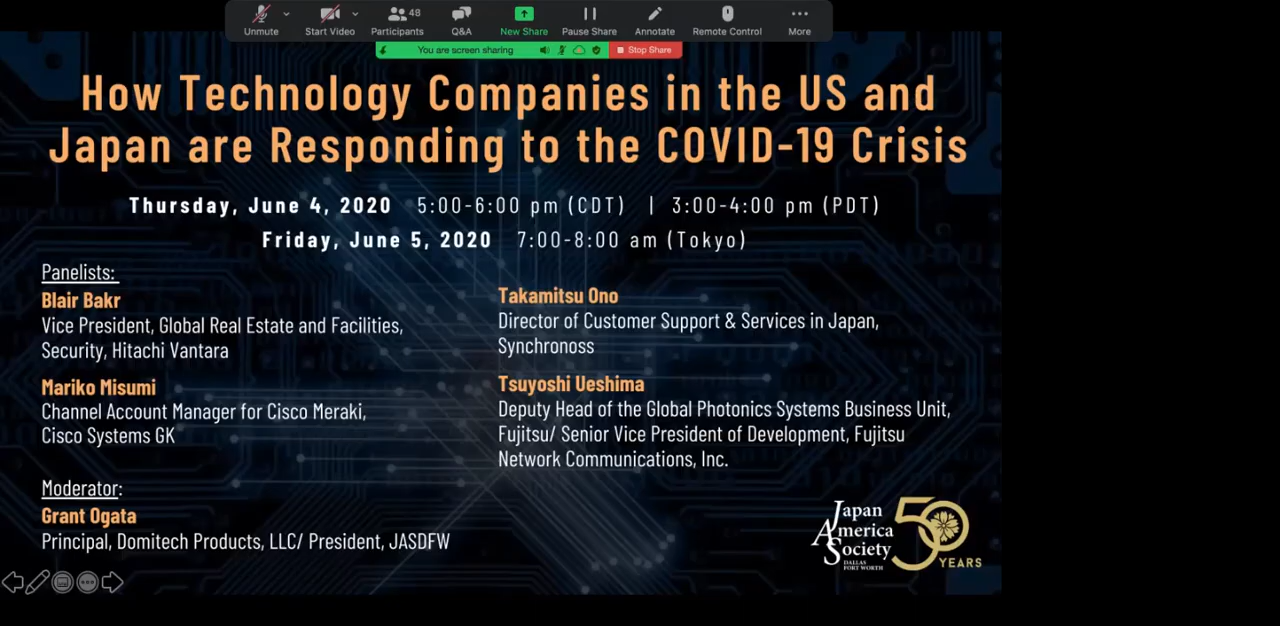 48
Unmute
Start Video
Participants
Q&A
New Share
Pause Share
Annotate
Remote Control
More
You are screen sharing
Stop Share
How Technology Companies in the US and
Japan are Responding to the COVID-19 Crisis
Thursday, June 4, 2020 5:00-6:00 pm (CDT) | 3:00-4:00 pm (PDT)
Friday, June 5, 2020 7:00-8:00 am (Tokyo)
Panelists:
Blair Bakr
Vice President, Global Real Estate and Facilities,
Security, Hitachi Vantara
Mariko Misumi
Channel Account Manager for Cisco Meraki,
Cisco Systems GK
Takamitsu Ono
Director of Customer Support & Services in Japan,
Synchronoss
Tsuyoshi Ueshima
Deputy Head of the Global Photonics Systems Business Unit,
Fujitsu/ Senior Vice President of Development, Fujitsu
Network Communications, Inc.
Moderator:
Grant Ogata
Principal, Domitech Products, LLC/ President, JASDFW
Japan
America
Society
DALLAS
FORT WORTH
50
YEARS